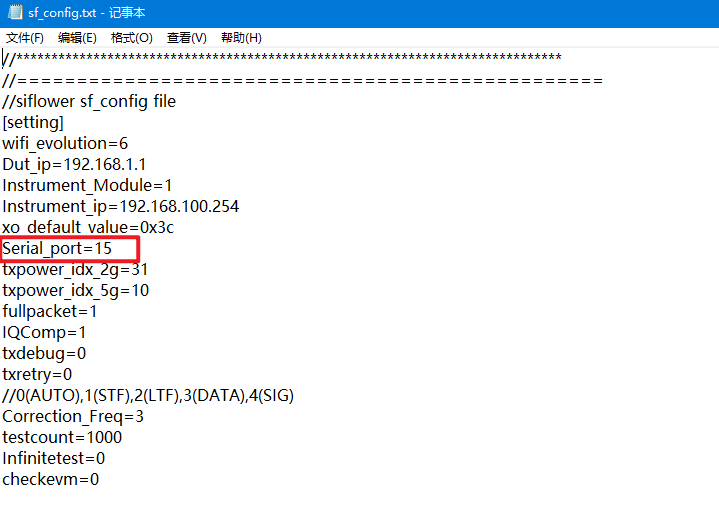 sf_config.txt - 记事本
文件(F) 编辑(E) 格式(O) 查看(V) 帮助(H)
//******************************************************************************
//=======================================================
//siflower sf_config file
[setting]
wifi_evolution=6
Dut_ip=192.168.1.1
Instrument_Module=1
Instrument_ip=192.168.100.254
xo_default_value=0x3c
Serial_port=15
txpower_idx_2g=31
txpower_idx_5g=10
fullpacket=1
IQComp=1
txdebug=0
txretry=0
//0(AUTO),1(STF),2(LTF),3(DATA),4(SIG)
Correction_Freq=3
testcount=1000
Infinitetest=0
checkevm=0